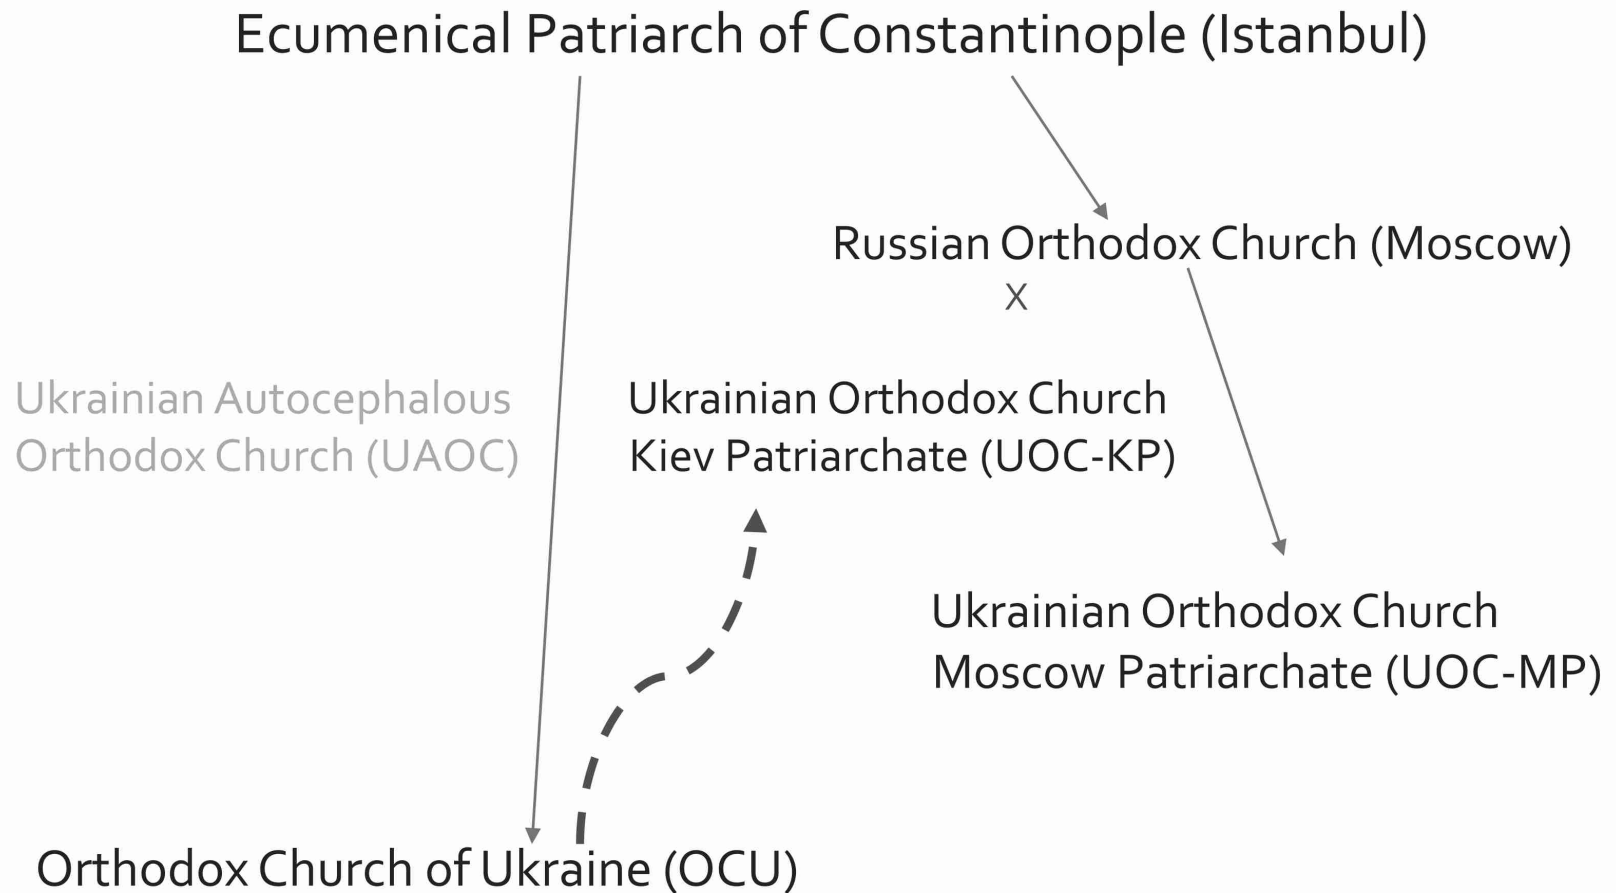 Ecumenical Patriarch of Constantinople (Istanbul)
Russian Orthodox Church (Moscow)
X
Ukrainian Autocephalous
Orthodox Church (UAOC)
Ukrainian Orthodox Church
Kiev Patriarchate (UOC-KP)
Ukrainian Orthodox Church
Moscow Patriarchate (UOC-MP)
Orthodox Church of Ukraine (OCU)